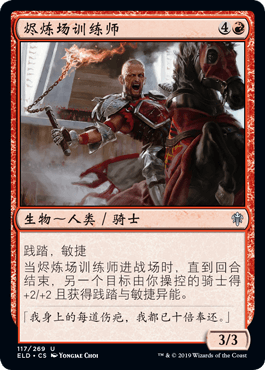 烬炼场训练师 4
生物～人类／骑士
践踏，敏捷
当烬炼场训练师进战场时，直到回合
结束，另一个目标由你操控的骑士得
+2/+2 且获得践踏与敏捷异能。
「我身上的每道伤疤，我都已十倍奉还。」
3/3
117/269 U
ELD • CS YONGJAE CHOI
™ & © 2019 Wizards of the Coast